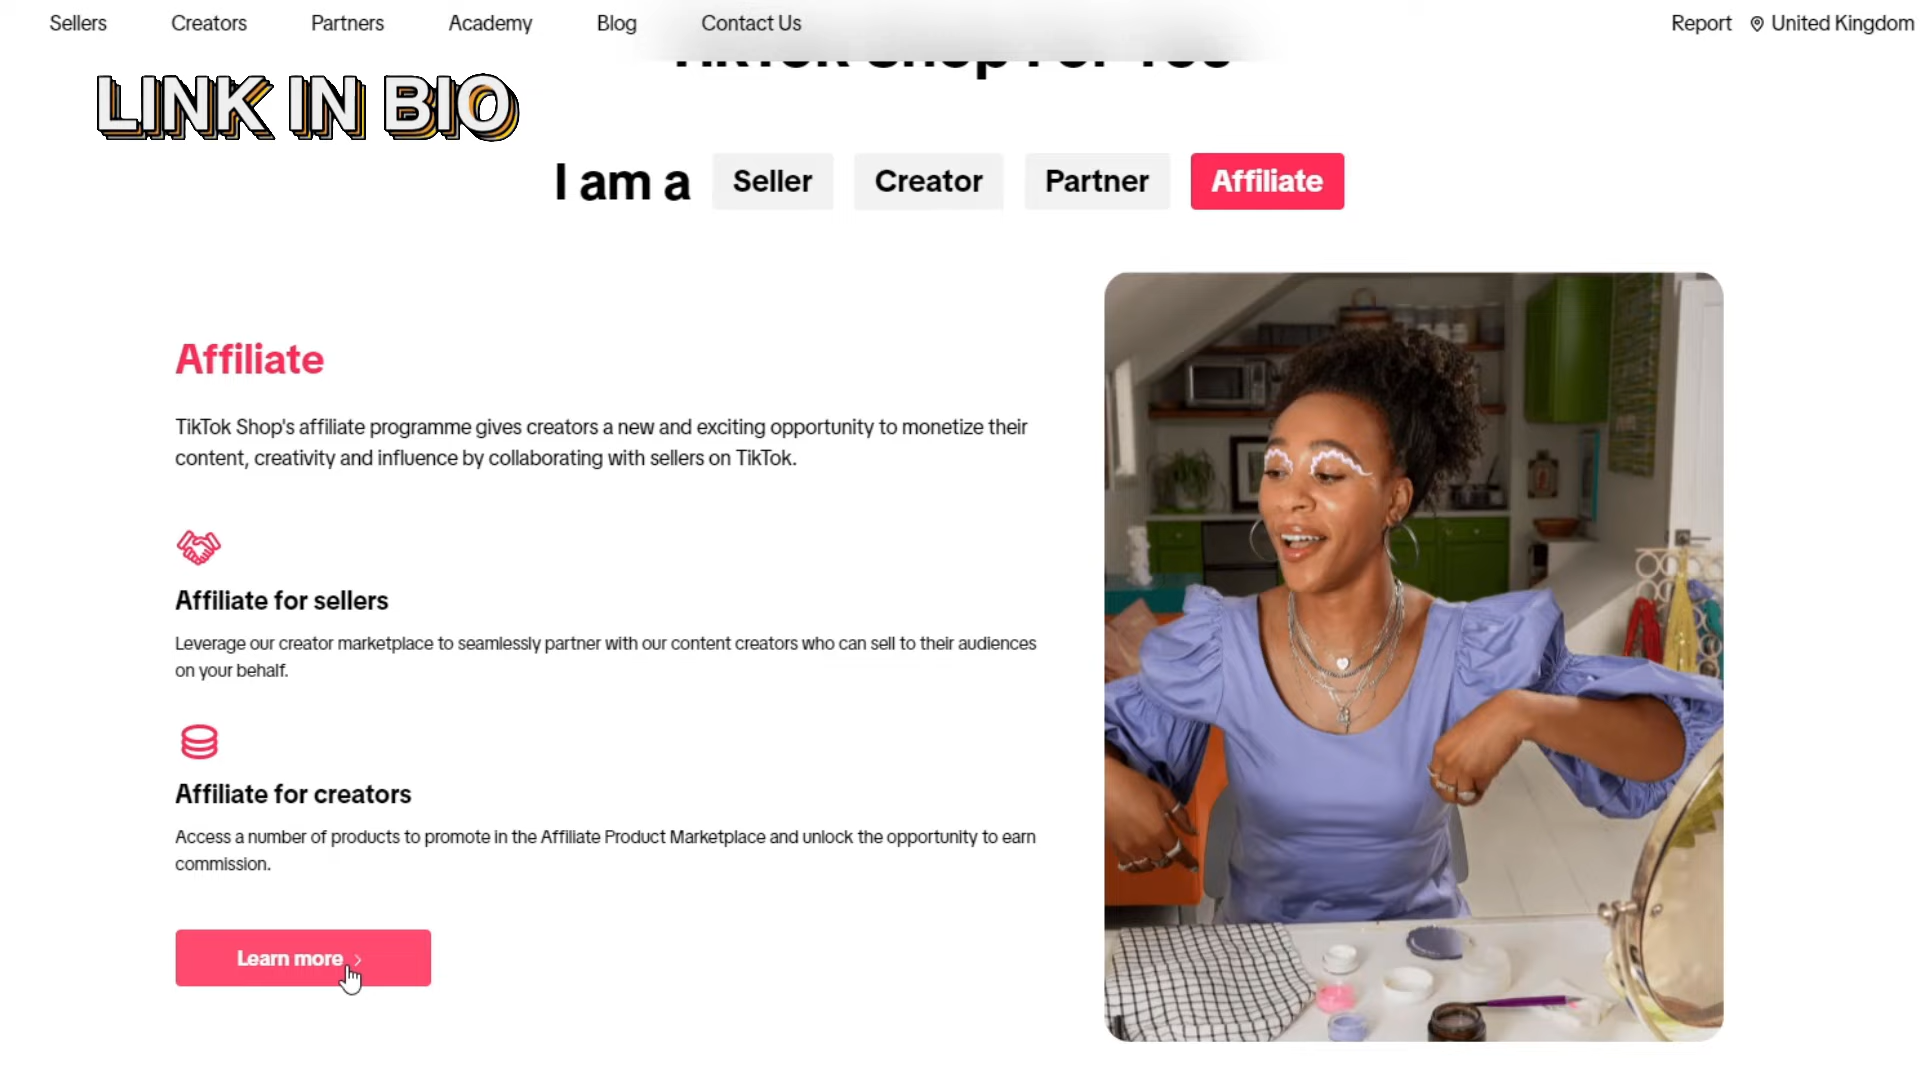 Sellers Creators Partners Academy Blog Contact Us Report United Kingdom
TikTok Shop For You
LINK IN BIO
I am a Seller Creator Partner Affiliate
Affiliate
TikTok Shop's affiliate programme gives creators a new and exciting opportunity to monetize their
content, creativity and influence by collaborating with sellers on TikTok.
Affiliate for sellers
Leverage our creator marketplace to seamlessly partner with our content creators who can sell to their audiences
on your behalf.
Affiliate for creators
Access a number of products to promote in the Affiliate Product Marketplace and unlock the opportunity to earn
commission.
Learn more